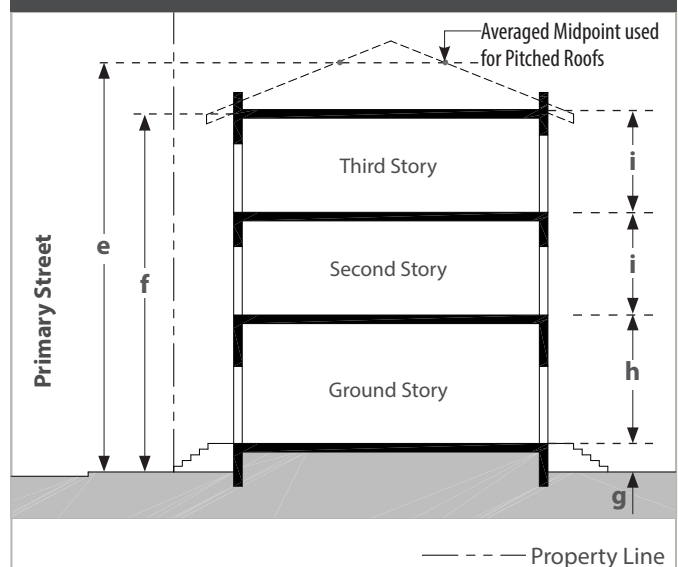 Averaged Midpoint used
for Pitched Roofs
Third Story
i
e
Second Story
i
f
Primary Street
Ground Story
h
g
Property Line